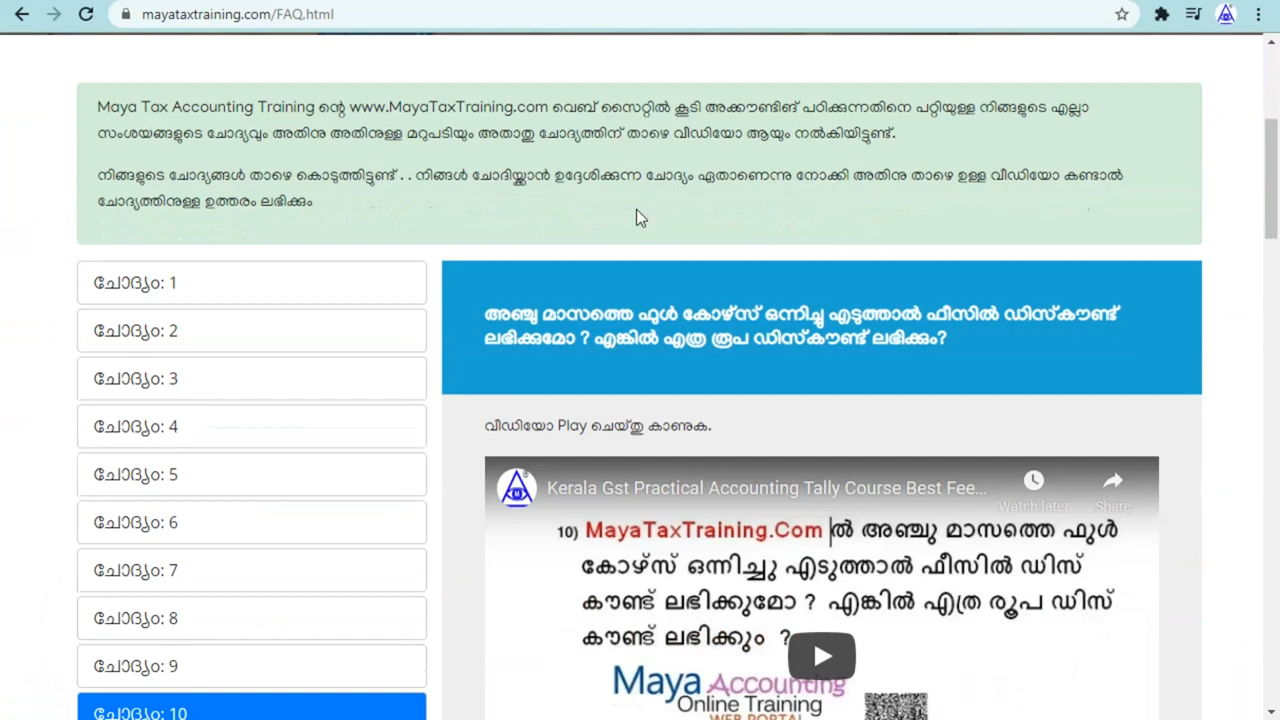 mayataxtraining.com/FAQ.html
Maya Tax Accounting Training ന്റെ www.MayaTaxTraining.com വെബ് സൈറ്റിൽ കൂടി അക്കൗണ്ടിങ് പഠിക്കുന്നതിനെ പറ്റിയുള്ള നിങ്ങളുടെ എല്ലാ
സംശയങ്ങളുടെ ചോദ്യവും അതിനു അതിനുള്ള മറുപടിയും അതാതു ചോദ്യത്തിന് താഴെ വീഡിയോ ആയും നൽകിയിട്ടുണ്ട്.
നിങ്ങളുടെ ചോദ്യങ്ങൾ താഴെ കൊടുത്തിട്ടുണ്ട് . . നിങ്ങൾ ചോദിയ്ക്കാൻ ഉദ്ദേശിക്കുന്ന ചോദ്യം ഏതാണെന്നു നോക്കി അതിനു താഴെ ഉള്ള വീഡിയോ കണ്ടാൽ
ചോദ്യത്തിനുള്ള ഉത്തരം ലഭിക്കും
ചോദ്യം: 1
ചോദ്യം: 2
ചോദ്യം: 3
ചോദ്യം: 4
ചോദ്യം: 5
ചോദ്യം: 6
ചോദ്യം: 7
ചോദ്യം: 8
ചോദ്യം: 9
ചോദ്യം: 10
അഞ്ചു മാസത്തെ ഫുൾ കോഴ്സ് ഒന്നിച്ചു എടുത്താൽ ഫീസിൽ ഡിസ്കൗണ്ട്
ലഭിക്കുമോ ? എങ്കിൽ എത്ര രൂപ ഡിസ്കൗണ്ട് ലഭിക്കും?
വീഡിയോ Play ചെയ്തു കാണുക.
Kerala Gst Practical Accounting Tally Course Best Fee...
Watch later
Share
10) MayaTaxTraining.Com ൽ അഞ്ചു മാസത്തെ ഫുൾ
കോഴ്സ് ഒന്നിച്ചു എടുത്താൽ ഫീസിൽ ഡിസ്
കൗണ്ട് ലഭിക്കുമോ ? എങ്കിൽ എത്ര രൂപ ഡിസ്
കൗണ്ട് ലഭിക്കും ?
Maya Accounting
Online Training
WEB PORTAL